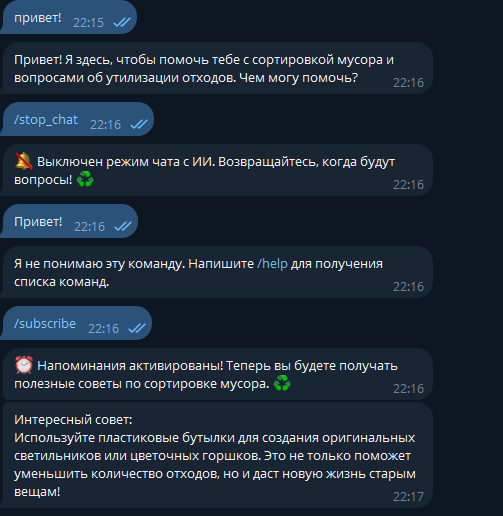 привет! 22:15
Привет! Я здесь, чтобы помочь тебе с сортировкой мусора и
вопросами об утилизации отходов. Чем могу помочь?
22:16
/stop_chat 22:16
Выключен режим чата с ИИ. Возвращайтесь, когда будут
вопросы!
22:16
Привет! 22:16
Я не понимаю эту команду. Напишите /help для получения
списка команд.
22:16
/subscribe 22:16
Напоминания активированы! Теперь вы будете получать
полезные советы по сортировке мусора.
22:16
Интересный совет:
Используйте пластиковые бутылки для создания оригинальных
светильников или цветочных горшков. Это не только поможет
уменьшить количество отходов, но и даст новую жизнь старым
вещам!
22:17